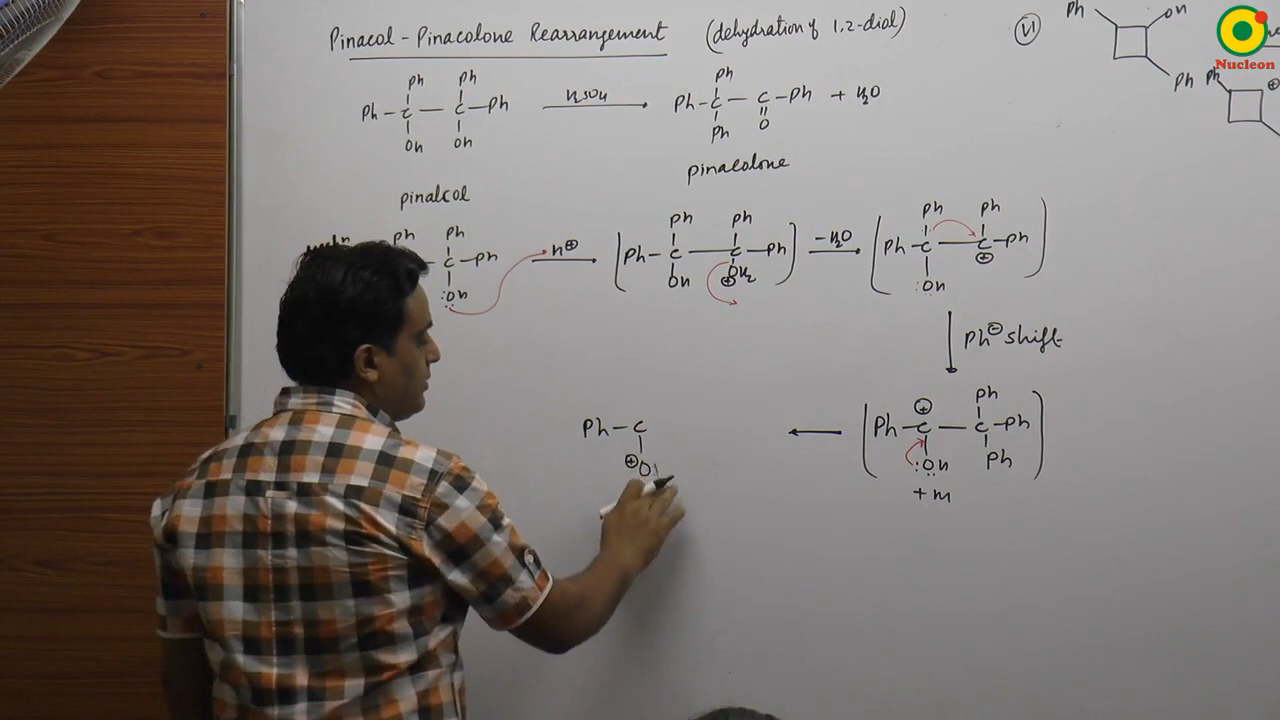 Pinacol - Pinacolone Rearrangement (dehydration of 1,2-diol)
VI
Ph OH
Ph
Nucleon
Ph Ph
Ph - C - C - Ph
OH OH
H2SO4
Ph
Ph - C - C - Ph + H2O
Ph O
pinalcol
pinacolone
Ph Ph
C - Ph
:OH
H⊕
Ph Ph
Ph - C - C - Ph
OH ⊕OH2
-H2O
Ph Ph
Ph - C - C - Ph
:OH ⊕
Ph⊖ shift
Ph ⊕
⊕ Ph
Ph - C - C - Ph
:OH Ph
+m
Ph - C
⊕O